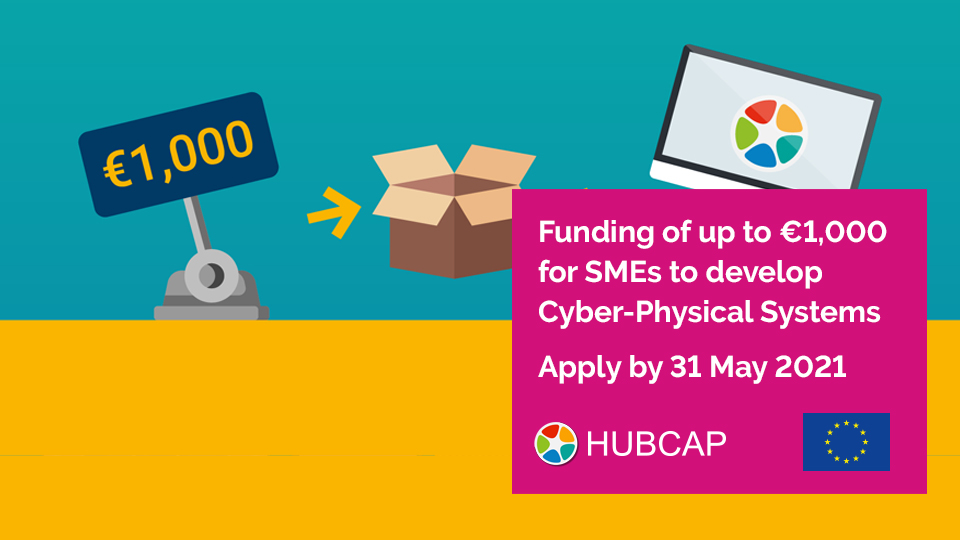 €1,000
Funding of up to €1,000
for SMEs to develop
Cyber-Physical Systems
Apply by 31 May 2021
HUBCAP